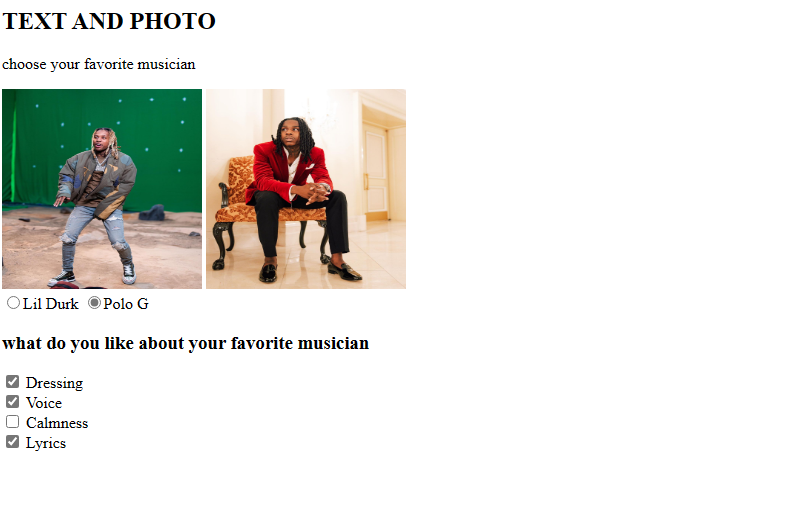 TEXT AND PHOTO
choose your favorite musician
Lil Durk Polo G
what do you like about your favorite musician
Dressing
Voice
Calmness
Lyrics